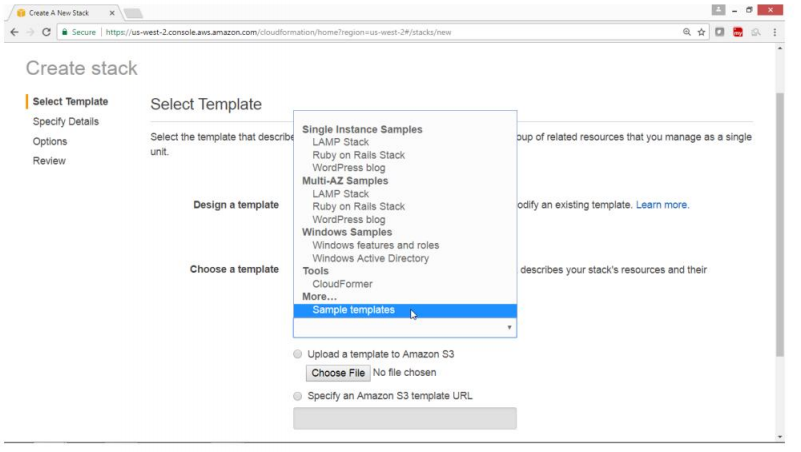 Create A New Stack
Secure https://us-west-2.console.aws.amazon.com/cloudformation/home?region=us-west-2#/stacks/new
my
Create stack
Select Template
Specify Details
Options
Review
Select Template
Select the template that describe
oup of related resources that you manage as a single
unit.
Design a template
odify an existing template. Learn more.
Choose a template
describes your stack's resources and their
Single Instance Samples
LAMP Stack
Ruby on Rails Stack
WordPress blog
Multi-AZ Samples
LAMP Stack
Ruby on Rails Stack
WordPress blog
Windows Samples
Windows features and roles
Windows Active Directory
Tools
CloudFormer
More...
Sample templates
Upload a template to Amazon S3
Choose File No file chosen
Specify an Amazon S3 template URL